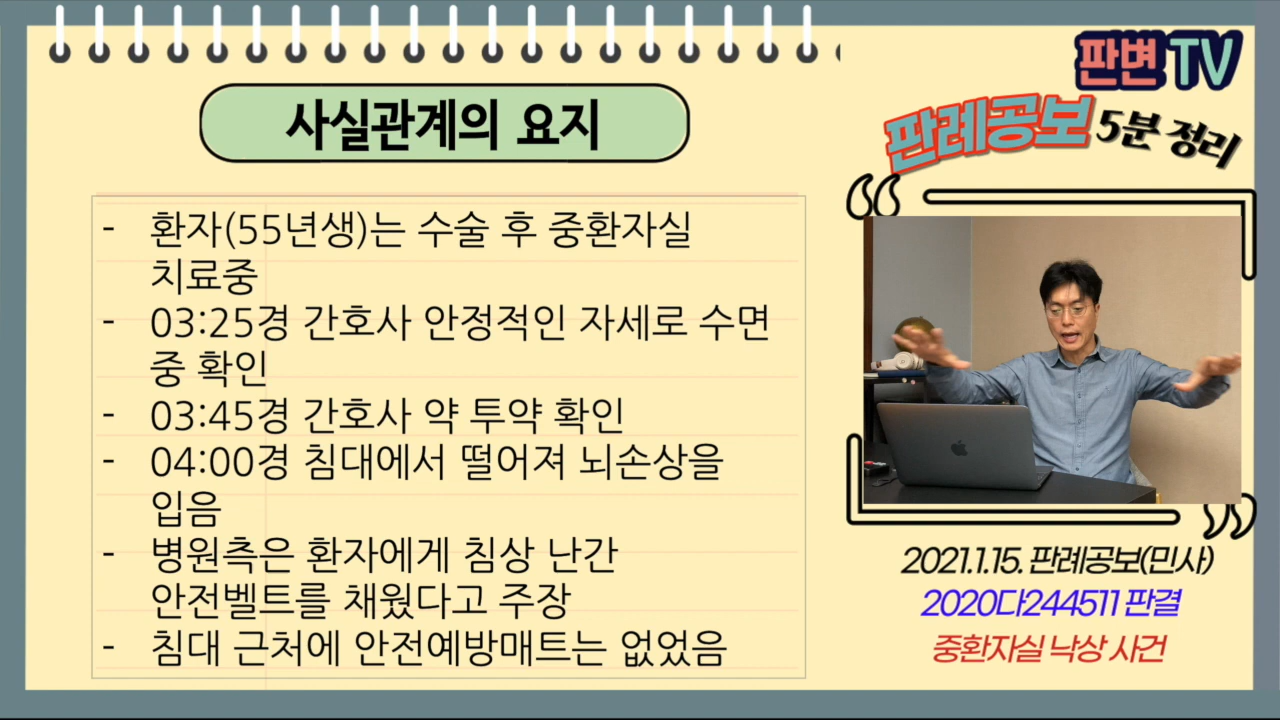 사실관계의 요지
- 환자(55년생)는 수술 후 중환자실
치료중
- 03:25경 간호사 안정적인 자세로 수면
중 확인
- 03:45경 간호사 약 투약 확인
- 04:00경 침대에서 떨어져 뇌손상을
입음
- 병원측은 환자에게 침상 난간
안전벨트를 채웠다고 주장
- 침대 근처에 안전예방매트는 없었음
판변 TV
판례공보 5분 정리
2021.1.15. 판례공보(민사)
2020다244511 판결
중환자실 낙상 사건